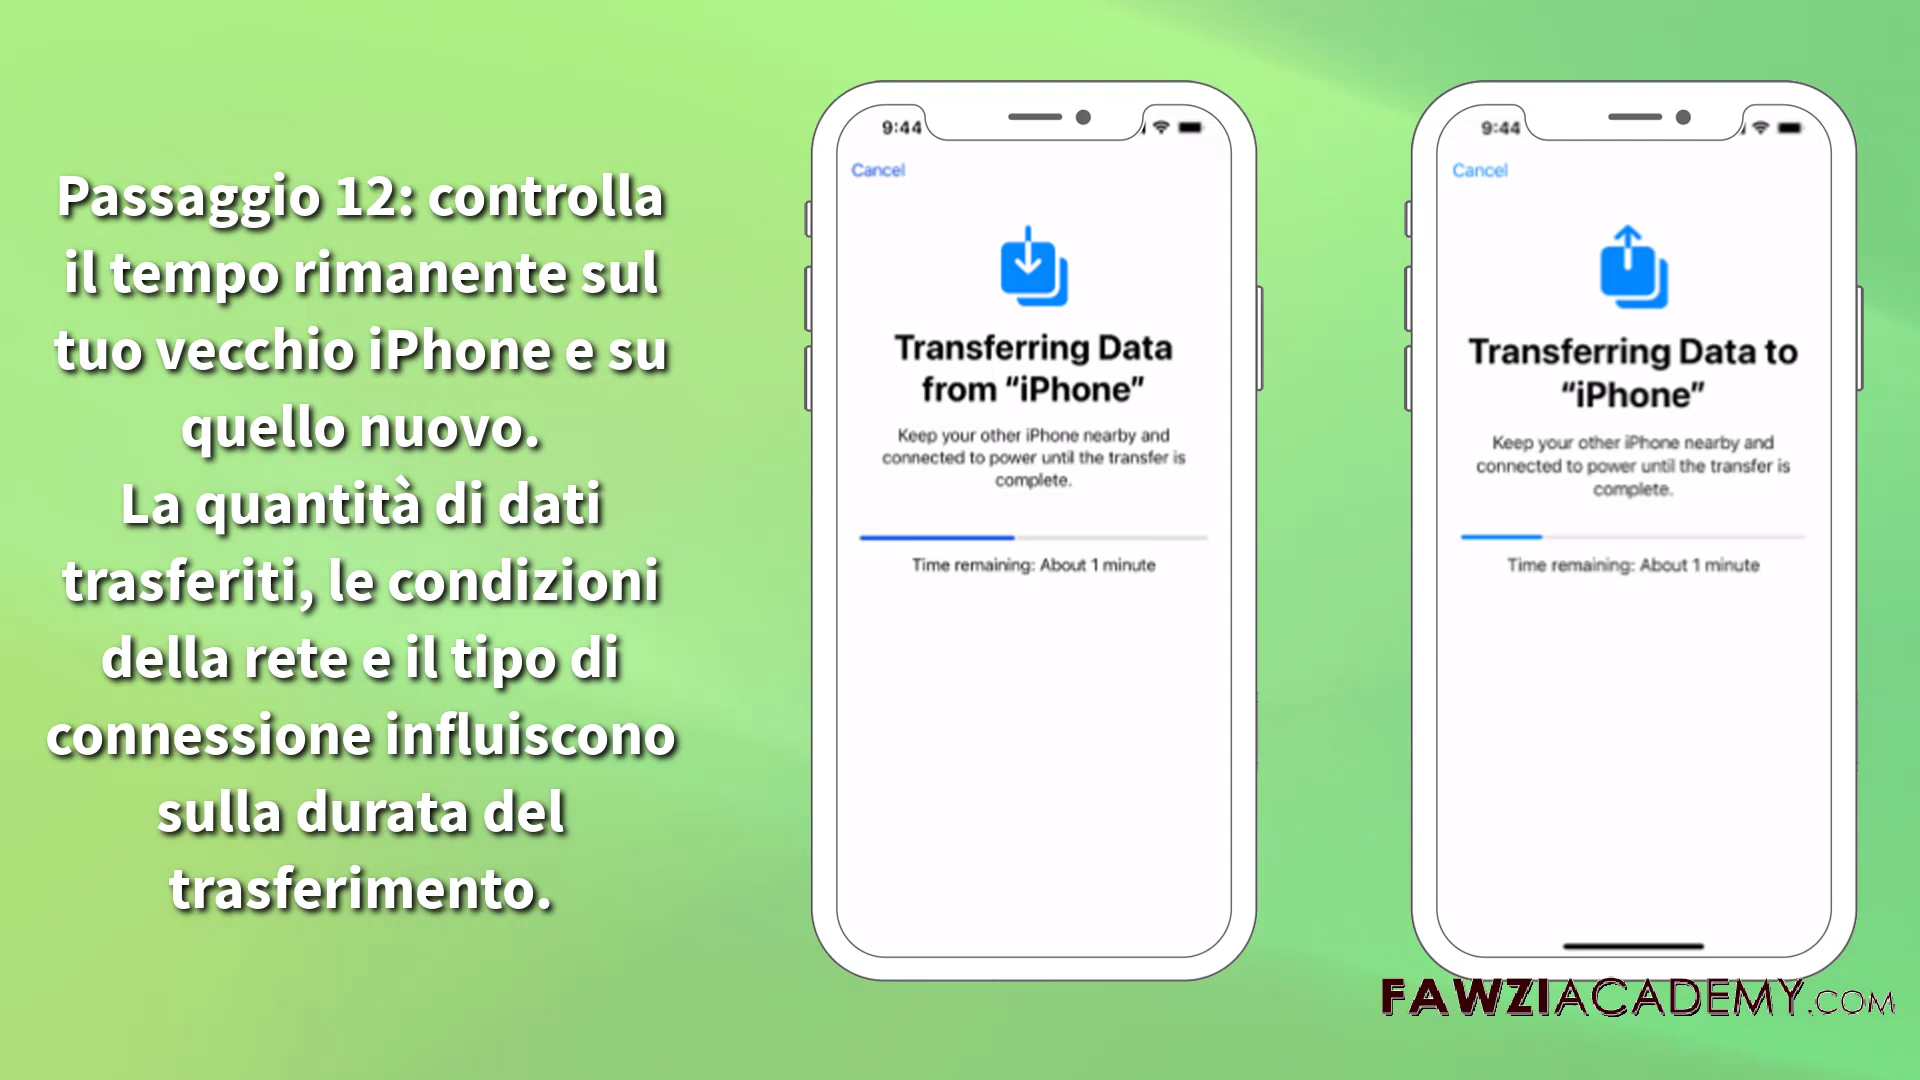 Passaggio 12: controlla
il tempo rimanente sul
tuo vecchio iPhone e su
quello nuovo.
La quantità di dati
trasferiti, le condizioni
della rete e il tipo di
connessione influiscono
sulla durata del
trasferimento.
9:44
Cancel
Transferring Data
from “iPhone”
Keep your other iPhone nearby and
connected to power until the transfer is
complete.
Time remaining: About 1 minute
9:44
Cancel
Transferring Data to
“iPhone”
Keep your other iPhone nearby and
connected to power until the transfer is
complete.
Time remaining: About 1 minute
FAWZIACADEMY.COM